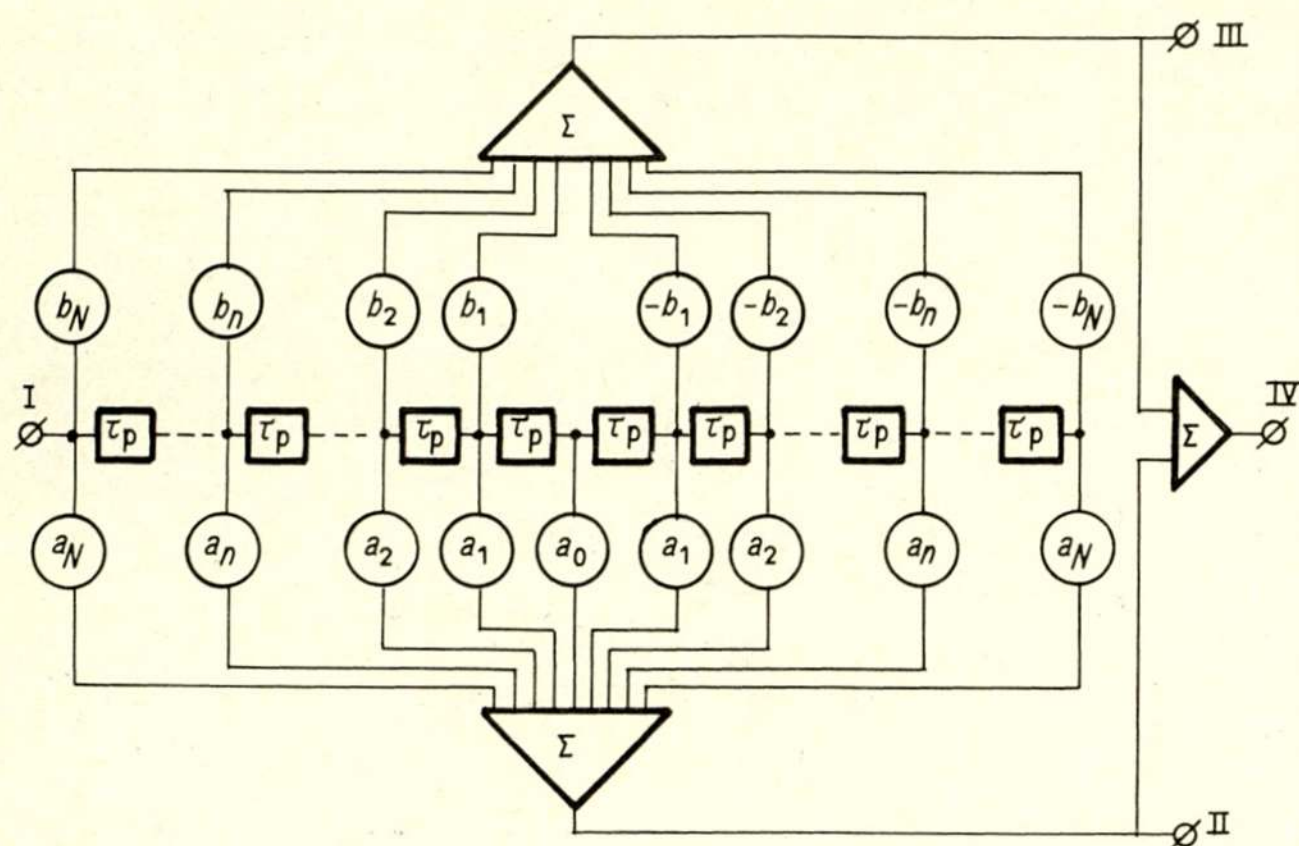 III
Σ
b_N b_n b_2 b_1 -b_1 -b_2 -b_n -b_N
I τ_p τ_p τ_p τ_p τ_p τ_p τ_p τ_p Σ IV
a_N a_n a_2 a_1 a_0 a_1 a_2 a_n a_N
Σ
II